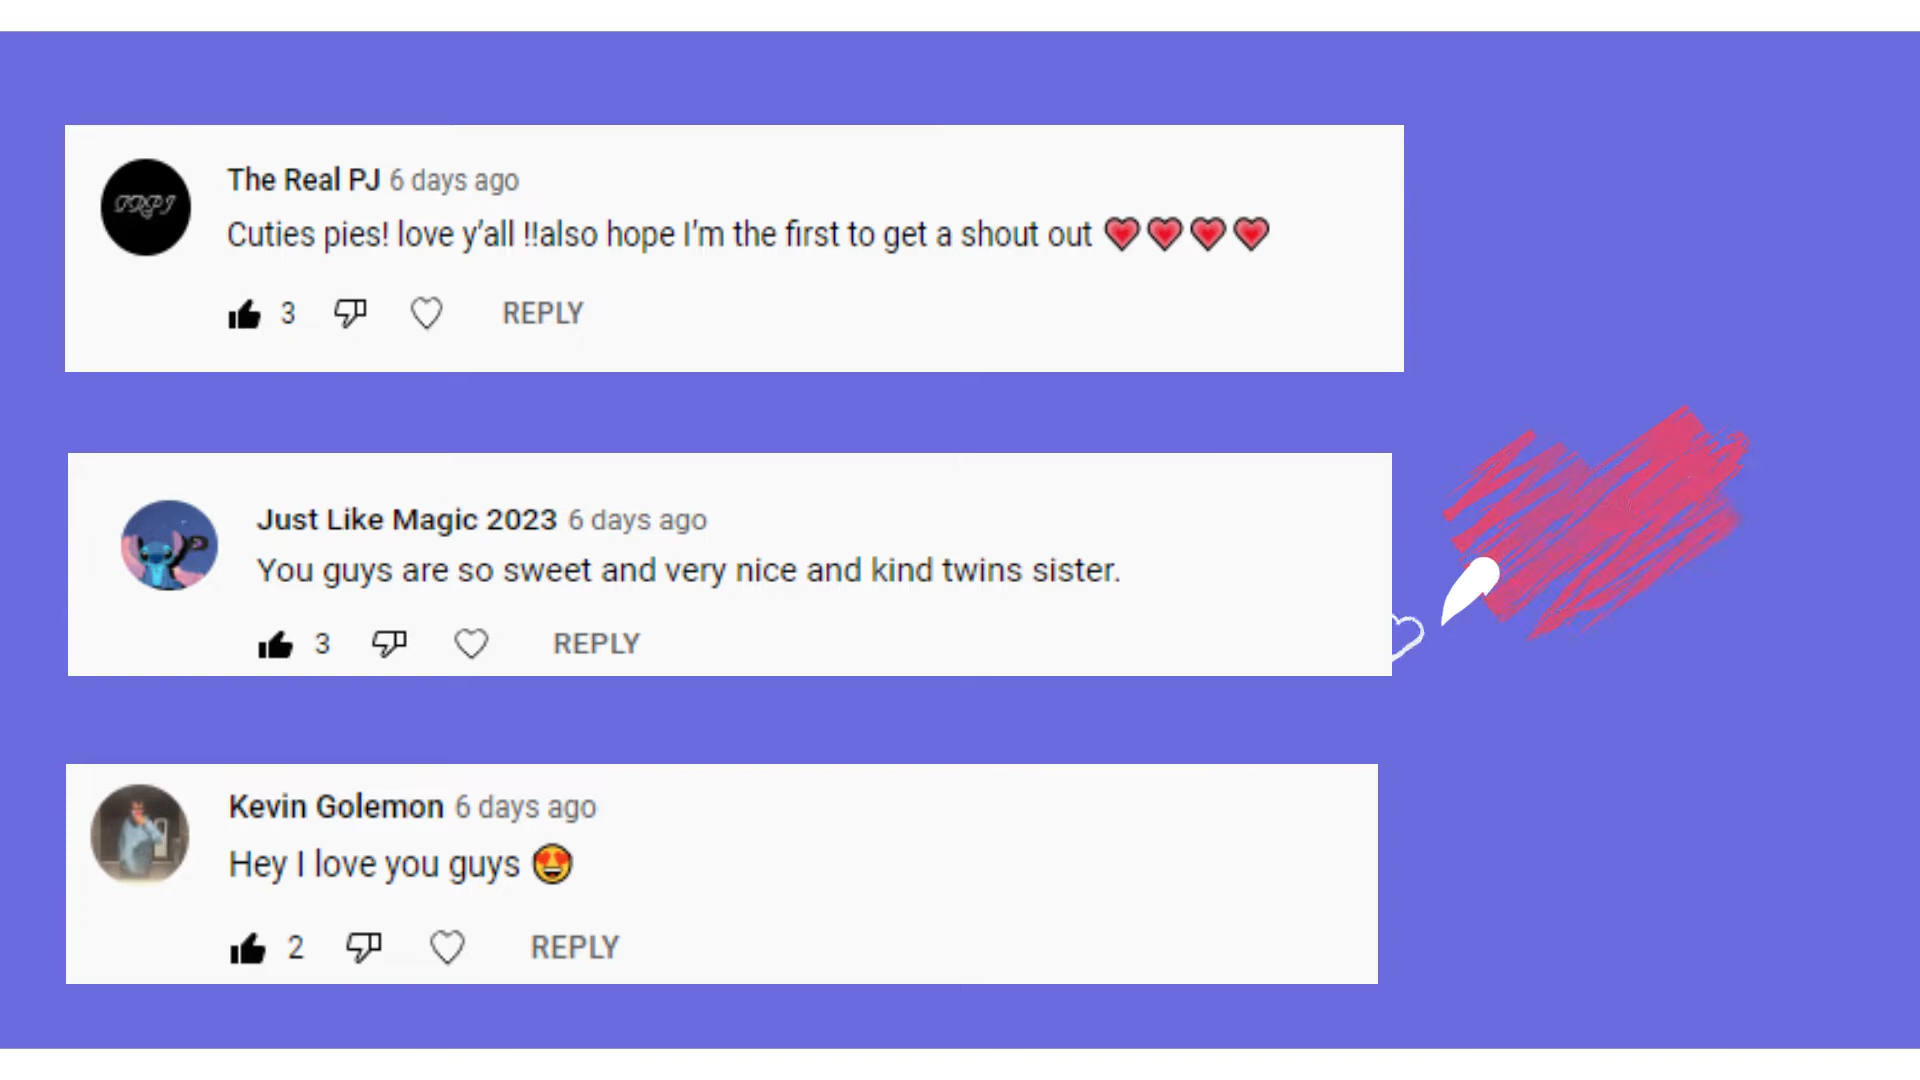 The Real PJ 6 days ago
Cuties pies! love y’all !!also hope I’m the first to get a shout out ❤❤❤❤
3 REPLY
TRPJ
Just Like Magic 2023 6 days ago
You guys are so sweet and very nice and kind twins sister.
3 REPLY
Kevin Golemon 6 days ago
Hey I love you guys 😍
2 REPLY